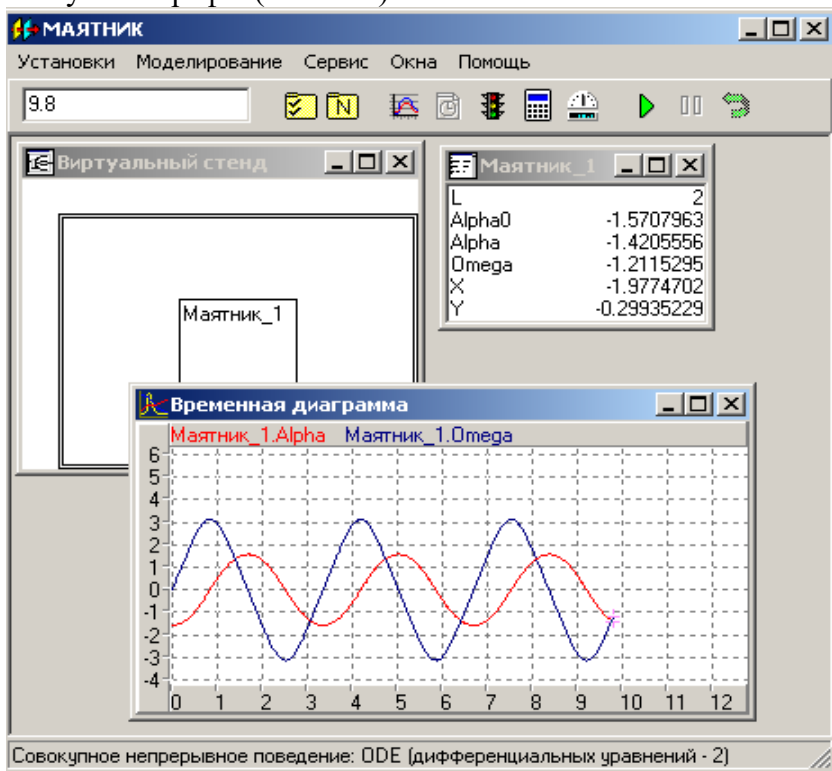 МАЯТНИК
Установки Моделирование Сервис Окна Помощь
9.8
N
Виртуальный стенд
Маятник_1
Маятник_1
L 2
Alpha0 -1.5707963
Alpha -1.4205556
Omega -1.2115295
X -1.9774702
Y -0.29935229
Временная диаграмма
Маятник_1.Alpha Маятник_1.Omega
6
5
4
3
2
1
0
-1
-2
-3
-4
0 1 2 3 4 5 6 7 8 9 10 11 12
Совокупное непрерывное поведение: ODE (дифференциальных уравнений - 2)